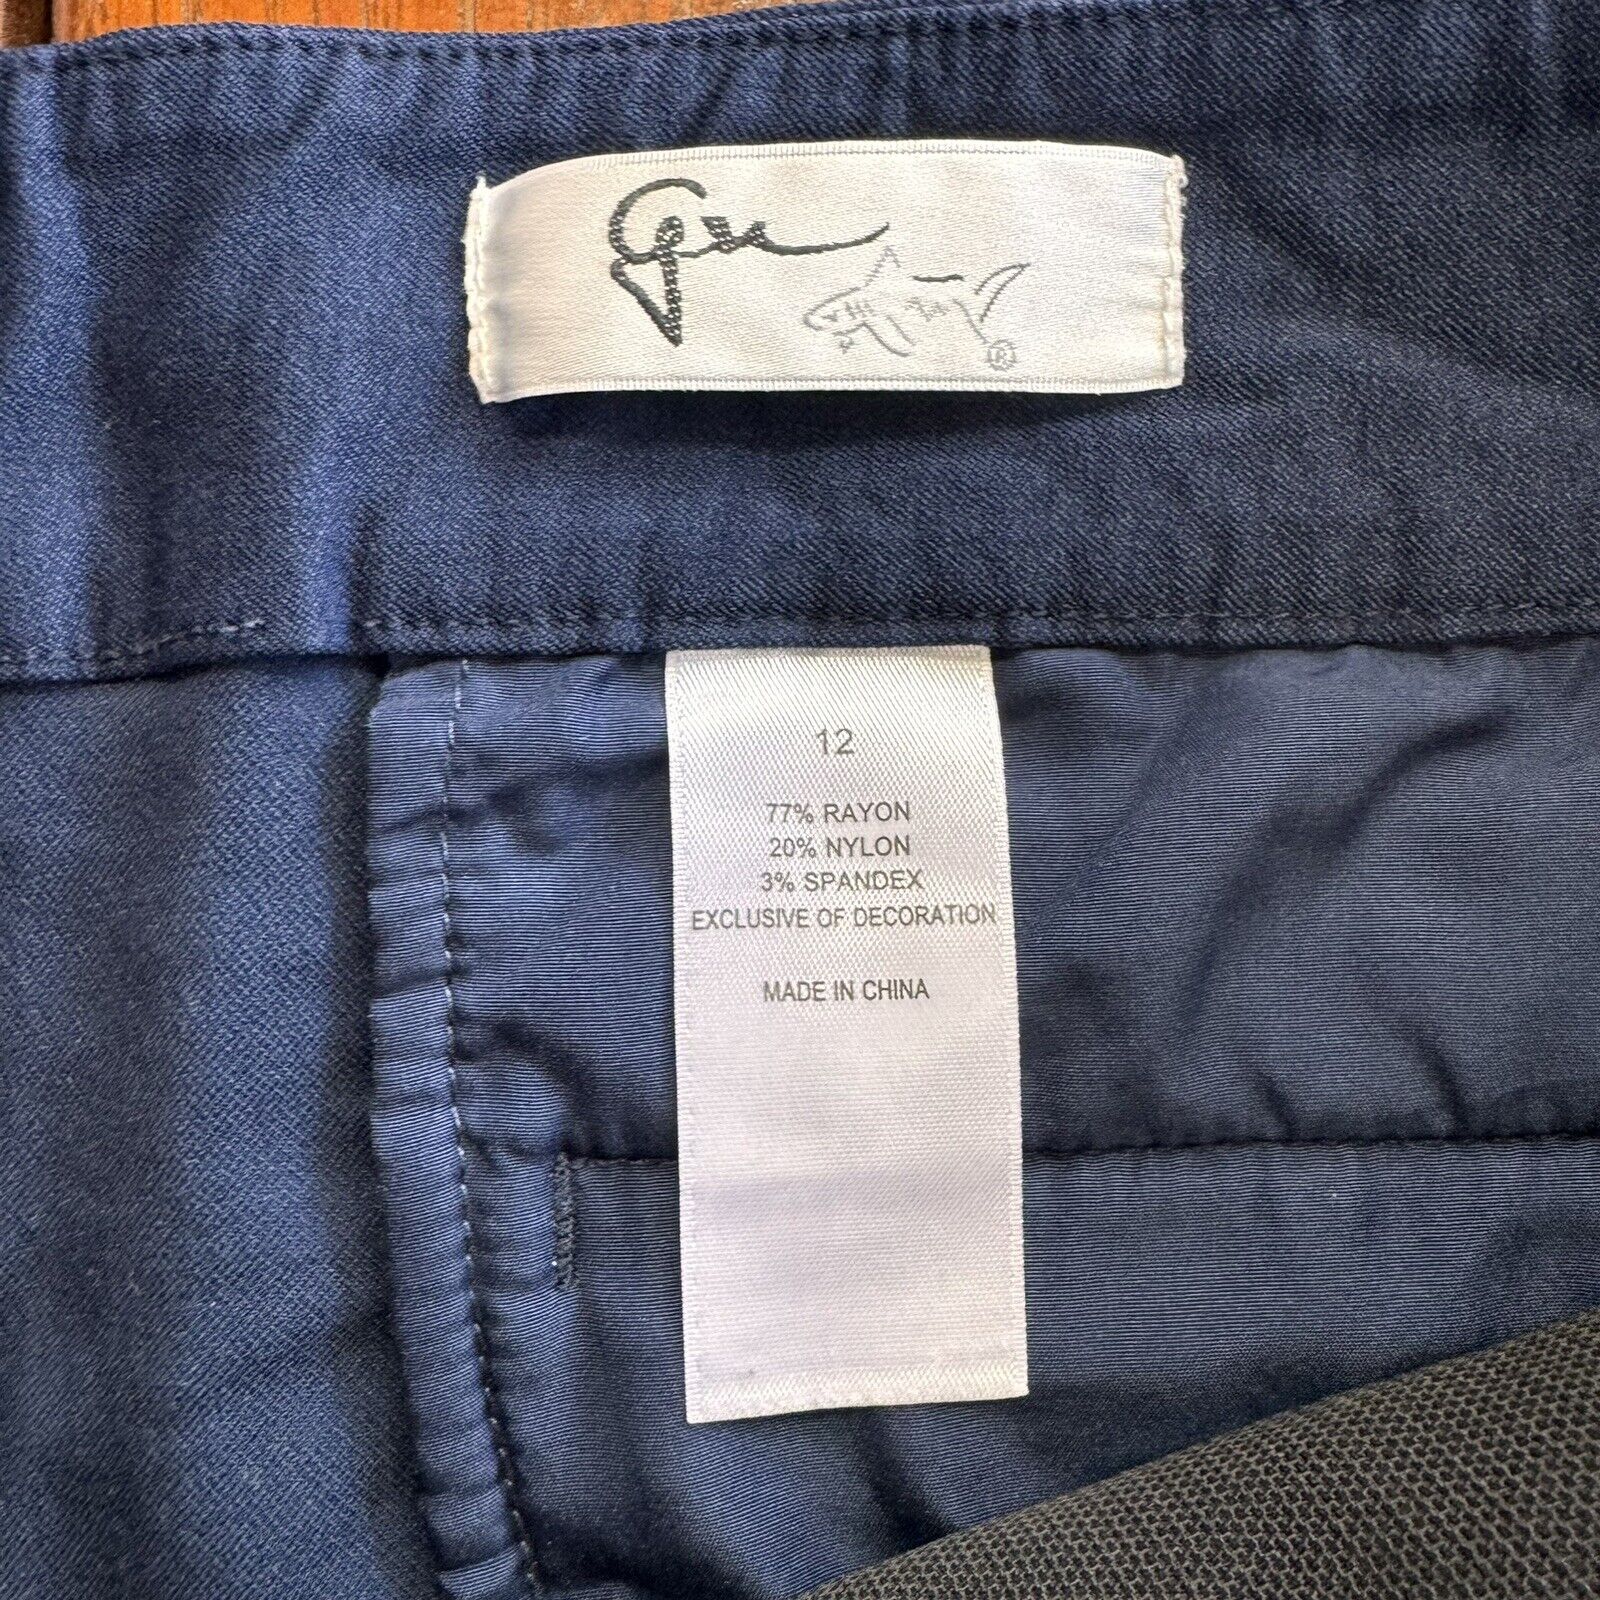 ®
12
77% RAYON
20% NYLON
3% SPANDEX
EXCLUSIVE OF DECORATION
MADE IN CHINA